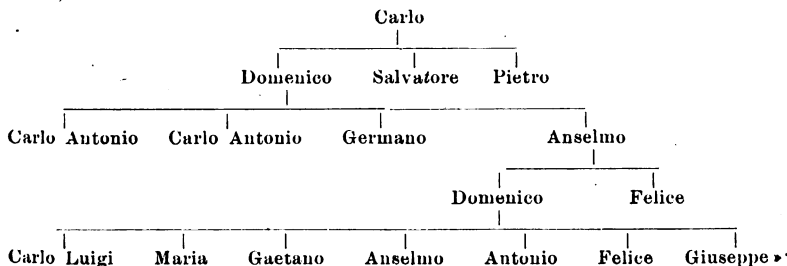 Carlo
Domenico Salvatore Pietro
Carlo Antonio Carlo Antonio Germano Anselmo
Domenico Felice
Carlo Luigi Maria Gaetano Anselmo Antonio Felice Giuseppe »